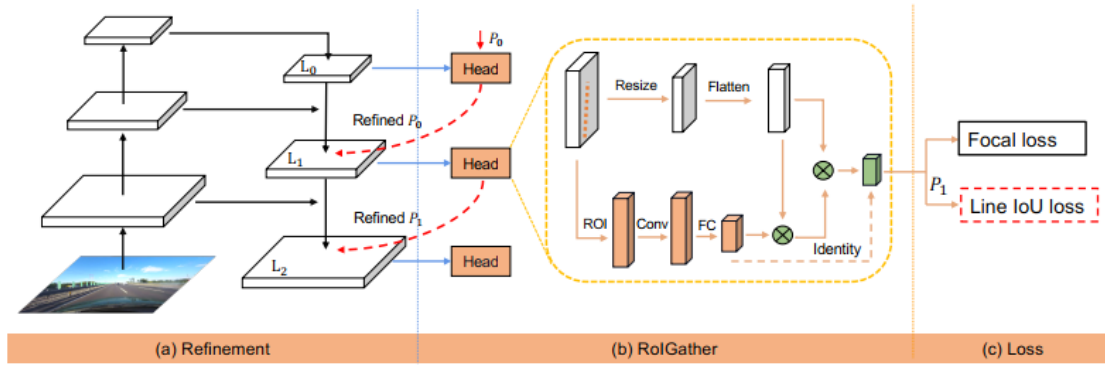 P₀
L₀
Head
Resize
Flatten
Refined P₀
Focal loss
L₁
Head
P₁
Line IoU loss
Refined P₁
ROI
Conv
FC
Identity
L₂
Head
(a) Refinement
(b) RoIGather
(c) Loss